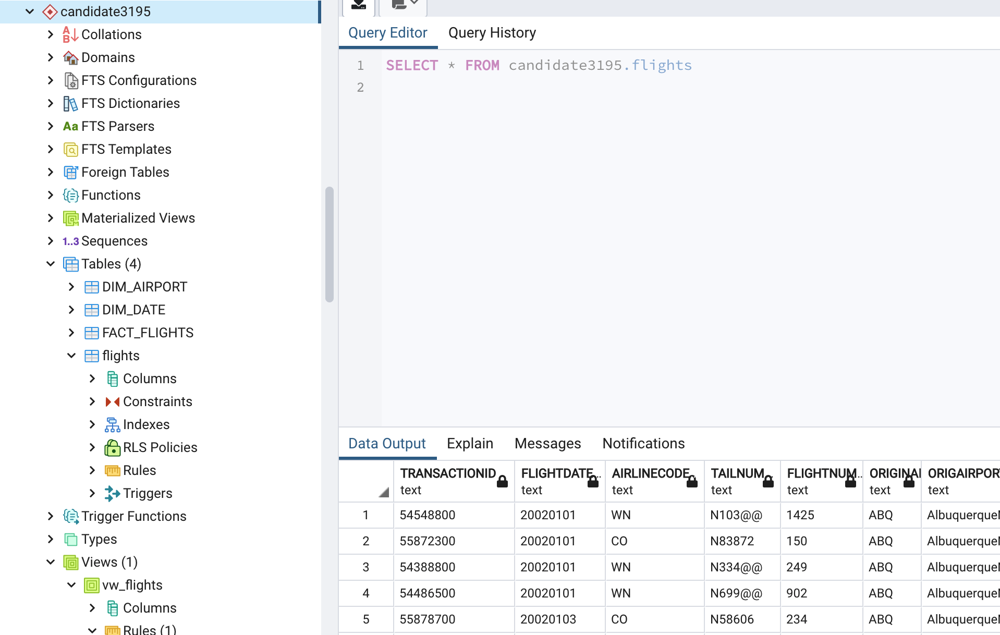 candidate3195
Collations
Domains
FTS Configurations
FTS Dictionaries
Aa FTS Parsers
FTS Templates
Foreign Tables
Functions
Materialized Views
1..3 Sequences
Tables (4)
DIM_AIRPORT
DIM_DATE
FACT_FLIGHTS
flights
Columns
Constraints
Indexes
RLS Policies
Rules
Triggers
Trigger Functions
Types
Views (1)
vw_flights
Columns
Rules (1)
Query Editor Query History
1 SELECT * FROM candidate3195.flights
2
Data Output Explain Messages Notifications
TRANSACTIONID FLIGHTDATE... AIRLINECODE TAILNUM FLIGHTNUM... ORIGINAI ORIGAIRPOR
text text text text text text text
1 54548800 20020101 WN N103@@ 1425 ABQ Albuquerque
2 55872300 20020101 CO N83872 150 ABQ Albuquerque
3 54388800 20020101 WN N334@@ 249 ABQ Albuquerque
4 54486500 20020101 WN N699@@ 902 ABQ Albuquerque
5 55878700 20020103 CO N58606 234 ABQ Albuquerque